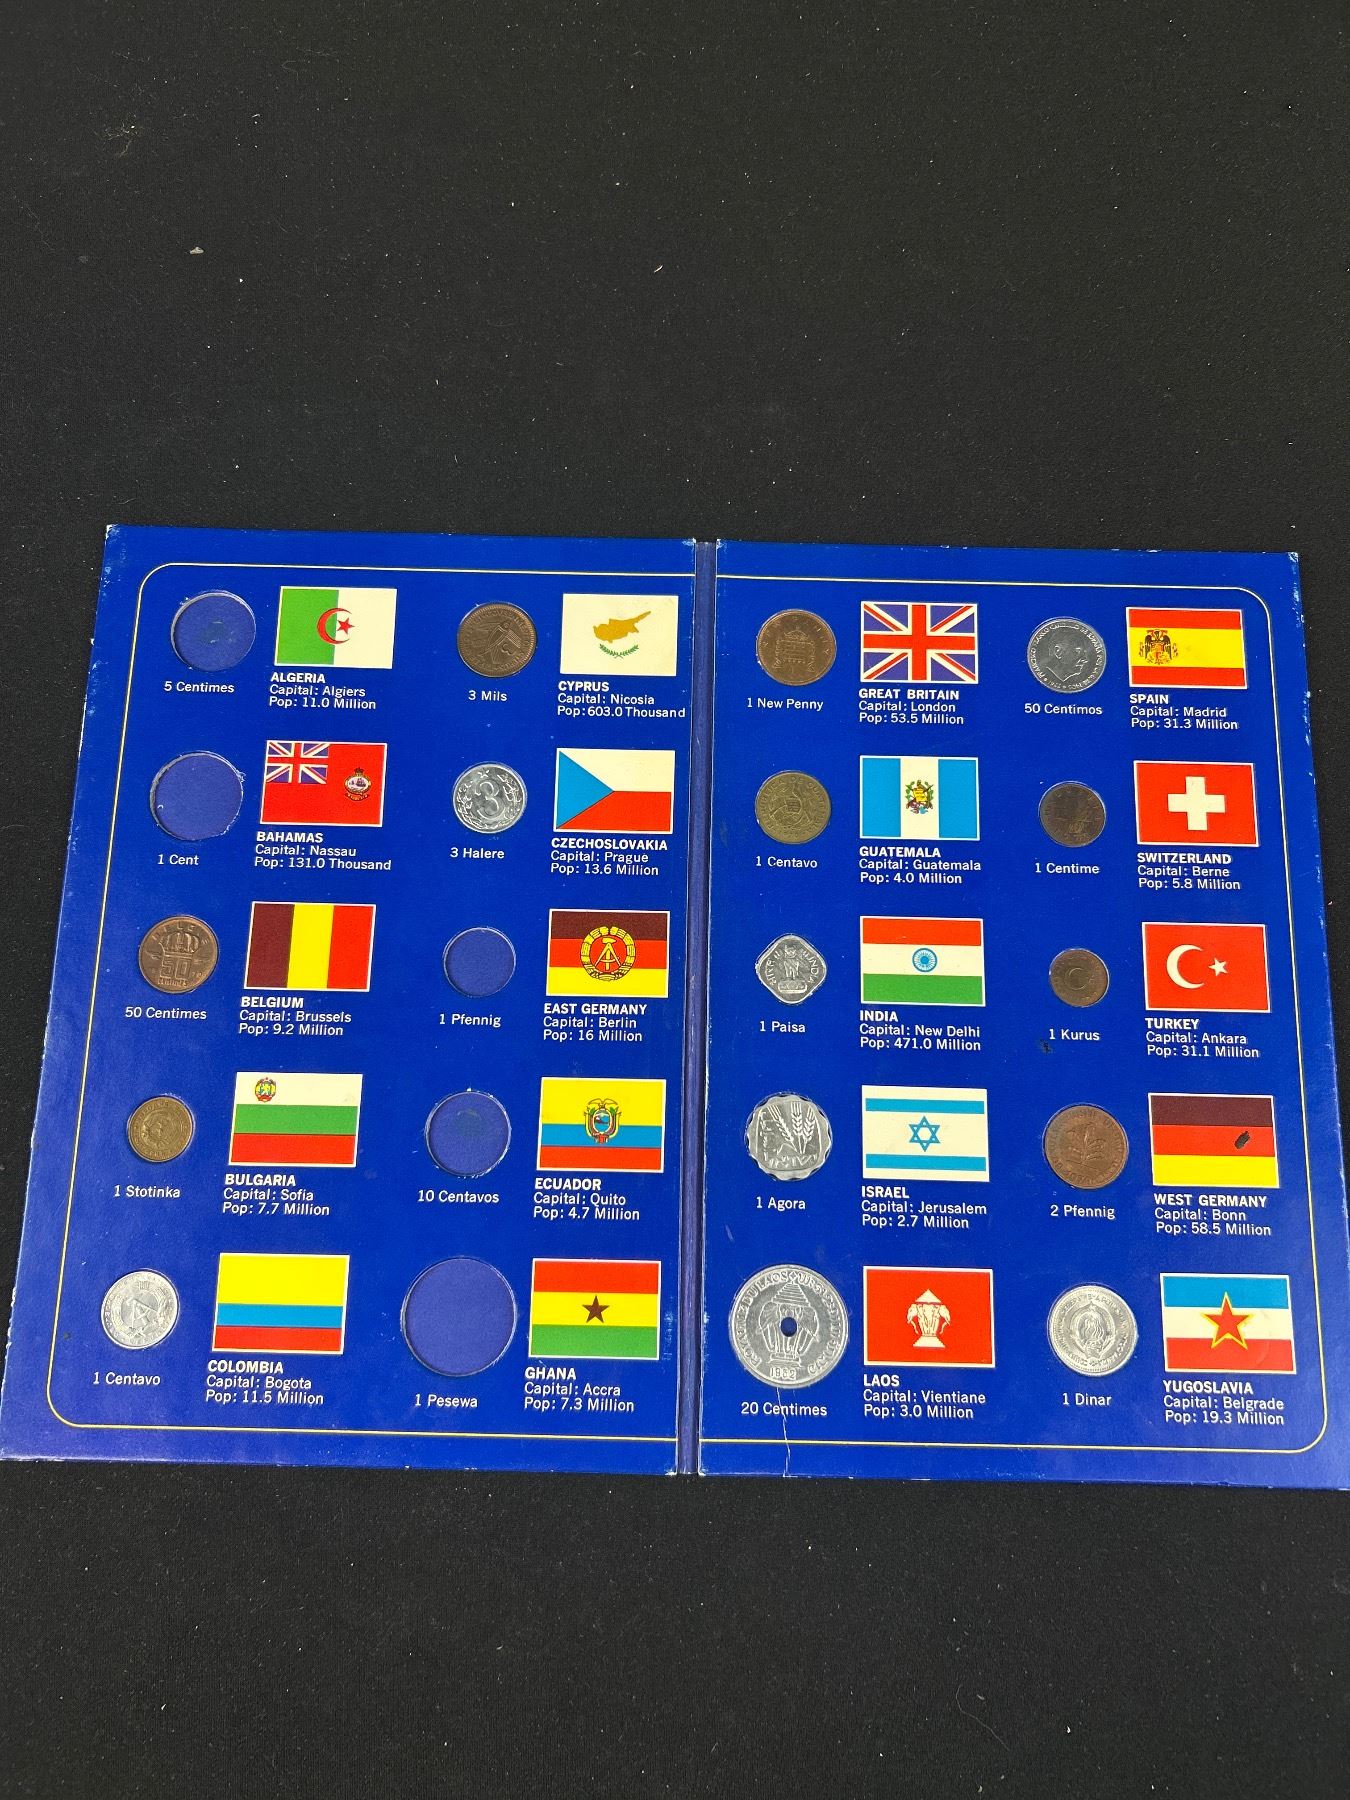 5 Centimes
ALGERIA
Capital: Algiers
Pop: 11.0 Million
3 Mils
CYPRUS
Capital: Nicosia
Pop: 603.0 Thousand
1 Cent
BAHAMAS
Capital: Nassau
Pop: 131.0 Thousand
3
3 Halere
CZECHOSLOVAKIA
Capital: Prague
Pop: 13.6 Million
50
50 Centimes
BELGIUM
Capital: Brussels
Pop: 9.2 Million
1 Pfennig
EAST GERMANY
Capital: Berlin
Pop: 16 Million
1 Stotinka
BULGARIA
Capital: Sofia
Pop: 7.7 Million
10 Centavos
ECUADOR
Capital: Quito
Pop: 4.7 Million
1 Centavo
COLOMBIA
Capital: Bogota
Pop: 11.5 Million
1 Pesewa
GHANA
Capital: Accra
Pop: 7.3 Million
1 New Penny
GREAT BRITAIN
Capital: London
Pop: 53.5 Million
50 Centimos
SPAIN
Capital: Madrid
Pop: 31.3 Million
1 Centavo
GUATEMALA
Capital: Guatemala
Pop: 4.0 Million
1 Centime
SWITZERLAND
Capital: Berne
Pop: 5.8 Million
1 Paisa
INDIA
Capital: New Delhi
Pop: 471.0 Million
1 Kurus
TURKEY
Capital: Ankara
Pop: 31.1 Million
1 Agora
ISRAEL
Capital: Jerusalem
Pop: 2.7 Million
2 Pfennig
WEST GERMANY
Capital: Bonn
Pop: 58.5 Million
1952
20 Centimes
LAOS
Capital: Vientiane
Pop: 3.0 Million
1 Dinar
YUGOSLAVIA
Capital: Belgrade
Pop: 19.3 Million